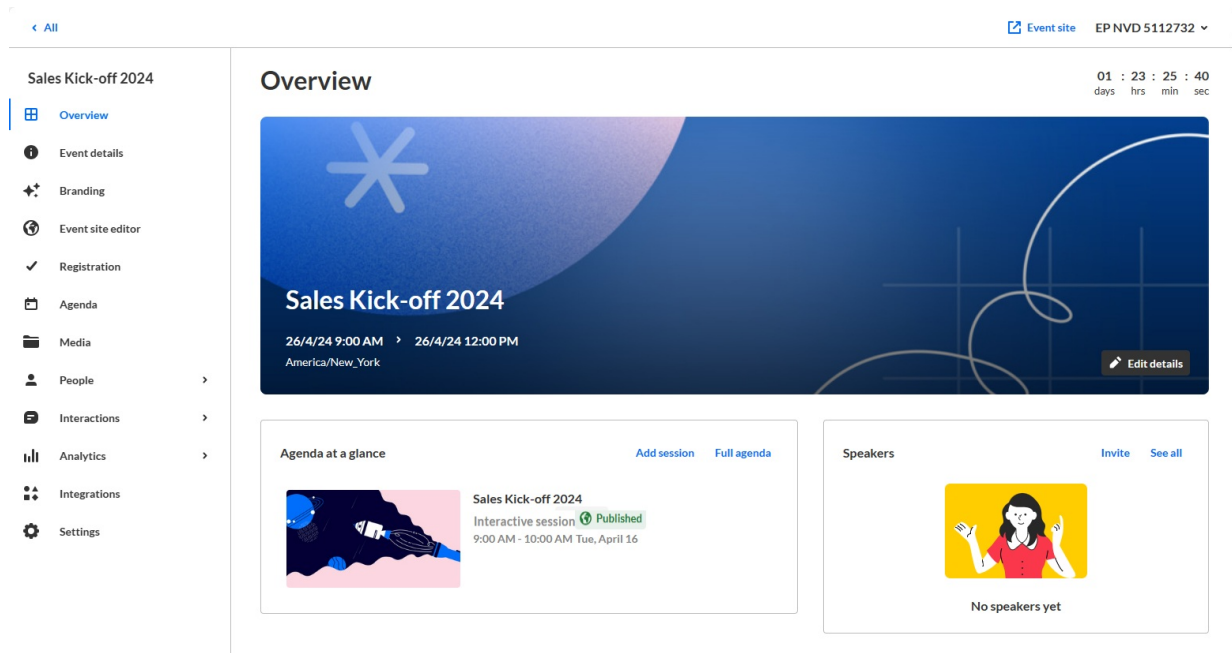 All
Event site
EP NVD 5112732
Sales Kick-off 2024
Overview
Event details
Branding
Event site editor
Registration
Agenda
Media
People
Interactions
Analytics
Integrations
Settings
Overview
01 : 23 : 25 : 40
days hrs min sec
Sales Kick-off 2024
26/4/24 9:00 AM > 26/4/24 12:00 PM
America/New_York
Edit details
Agenda at a glance
Add session
Full agenda
Sales Kick-off 2024
Interactive session Published
9:00 AM - 10:00 AM Tue, April 16
Speakers
Invite
See all
No speakers yet